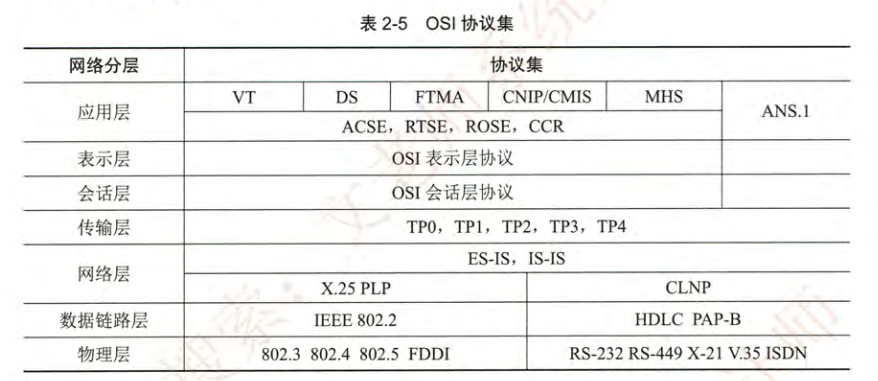 表 2-5 OSI 协议集
网络分层 协议集
应用层 VT DS FTMA CNIP/CMIS MHS ANS.1
ACSE，RTSE，ROSE，CCR
表示层 OSI 表示层协议
会话层 OSI 会话层协议
传输层 TP0，TP1，TP2，TP3，TP4
网络层 ES-IS，IS-IS
X.25 PLP CLNP
数据链路层 IEEE 802.2 HDLC PAP-B
物理层 802.3 802.4 802.5 FDDI RS-232 RS-449 X-21 V.35 ISDN